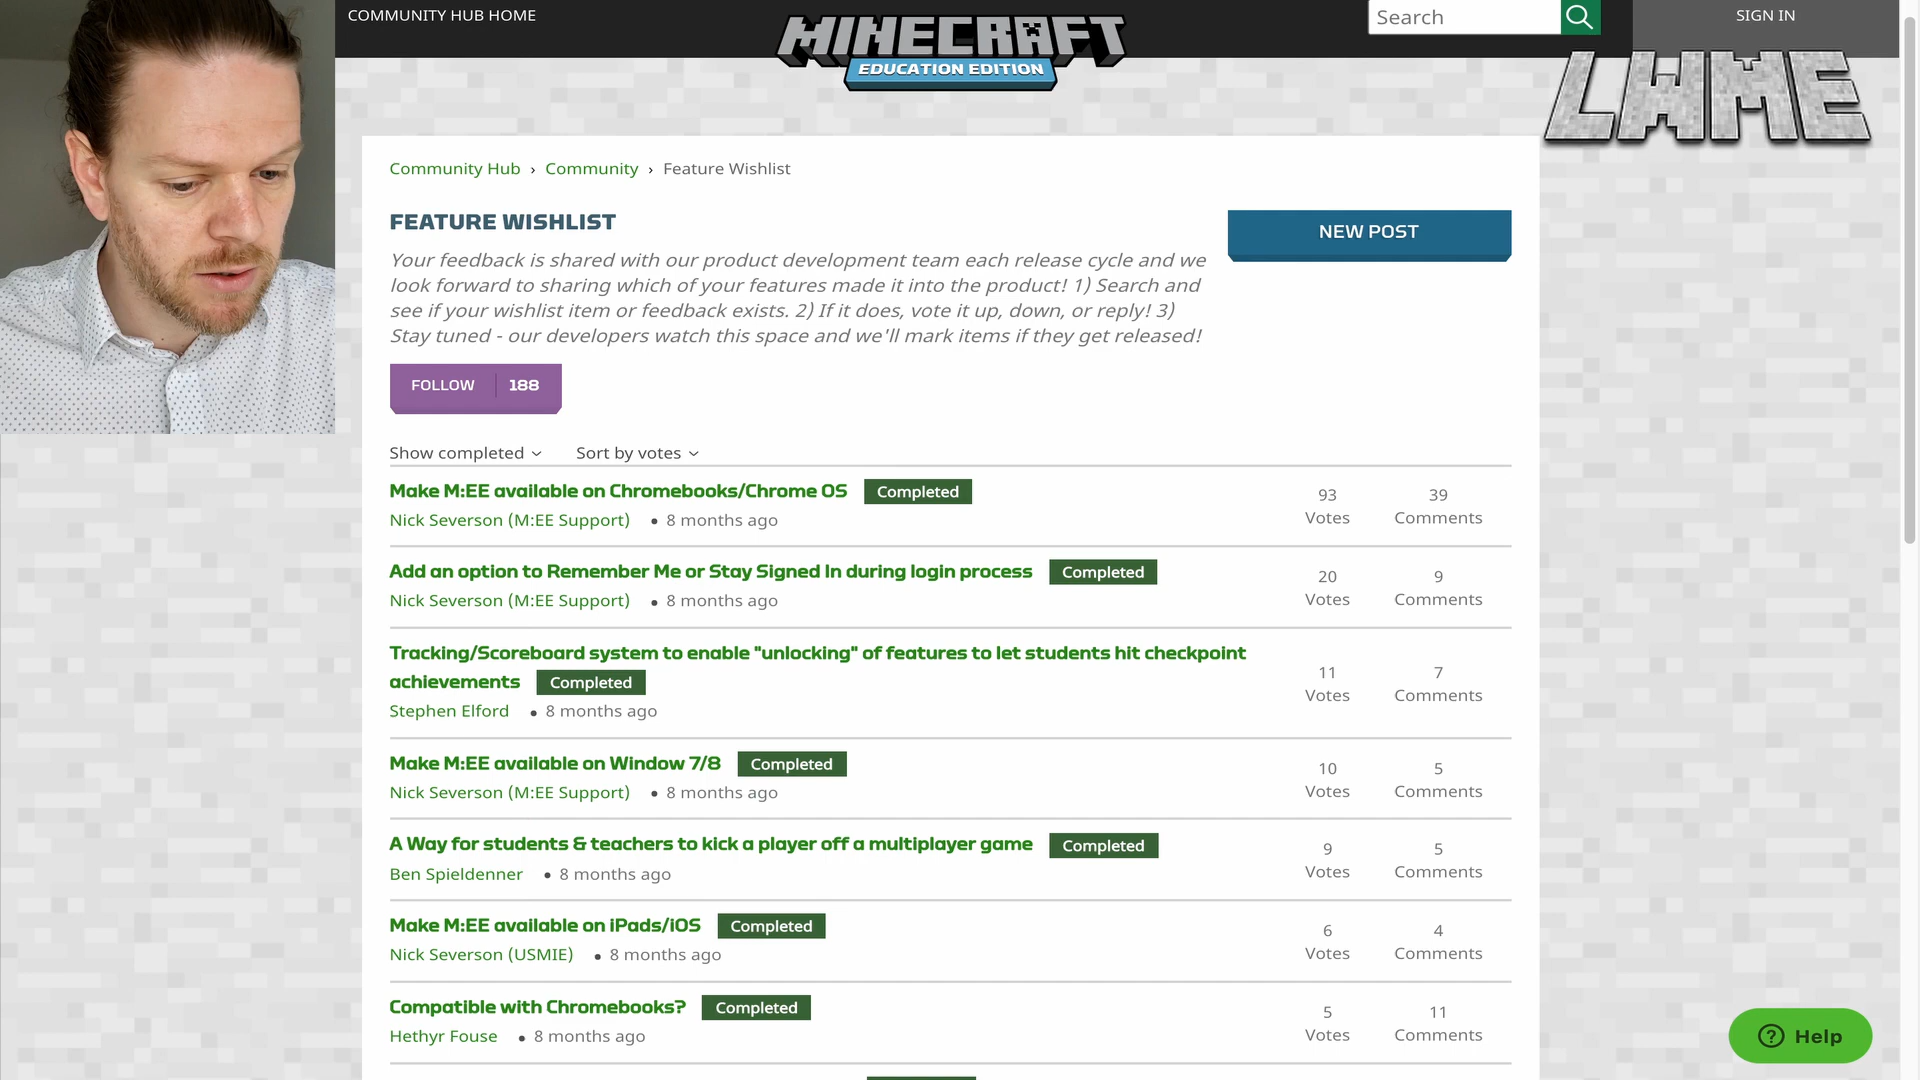 COMMUNITY HUB HOME
MINECRAFT
EDUCATION EDITION
Search
SIGN IN
LWME
Community Hub › Community › Feature Wishlist
FEATURE WISHLIST
NEW POST
Your feedback is shared with our product development team each release cycle and we
look forward to sharing which of your features made it into the product! 1) Search and
see if your wishlist item or feedback exists. 2) If it does, vote it up, down, or reply! 3)
Stay tuned - our developers watch this space and we'll mark items if they get released!
FOLLOW 188
Show completed Sort by votes
Make M:EE available on Chromebooks/Chrome OS Completed
Nick Severson (M:EE Support) • 8 months ago
93 Votes
39 Comments
Add an option to Remember Me or Stay Signed In during login process Completed
Nick Severson (M:EE Support) • 8 months ago
20 Votes
9 Comments
Tracking/Scoreboard system to enable "unlocking" of features to let students hit checkpoint
achievements Completed
Stephen Elford • 8 months ago
11 Votes
7 Comments
Make M:EE available on Window 7/8 Completed
Nick Severson (M:EE Support) • 8 months ago
10 Votes
5 Comments
A Way for students & teachers to kick a player off a multiplayer game Completed
Ben Spieldenner • 8 months ago
9 Votes
5 Comments
Make M:EE available on iPads/iOS Completed
Nick Severson (USMIE) • 8 months ago
6 Votes
4 Comments
Compatible with Chromebooks? Completed
Hethyr Fouse • 8 months ago
5 Votes
11 Comments
Help